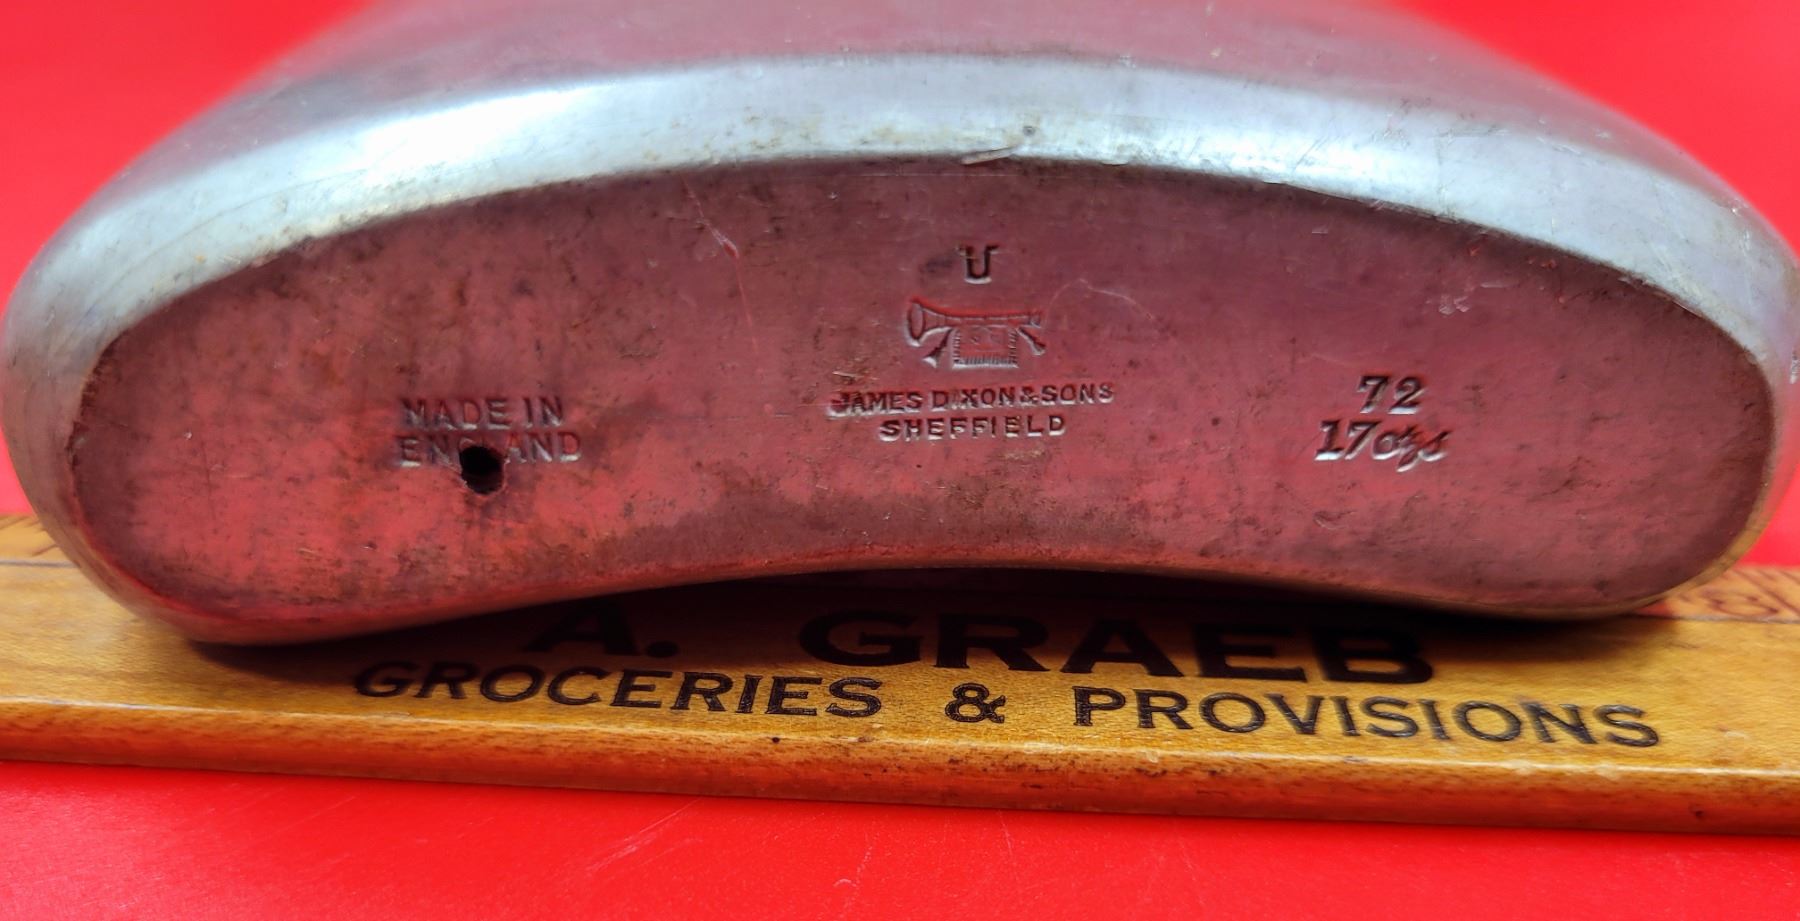 U
JAMES DIXON & SONS
SHEFFIELD
MADE IN
ENGLAND
72
17ozs
A. GRAEB
GROCERIES & PROVISIONS